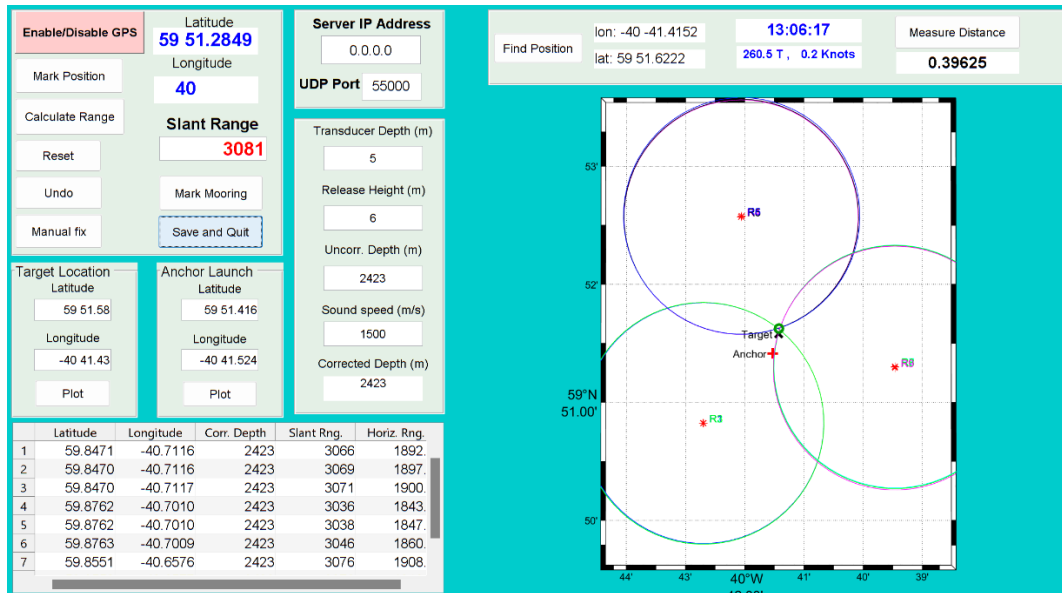 Enable/Disable GPS
Latitude
59 51.2849
Longitude
40
Mark Position
Calculate Range
Slant Range
3081
Reset
Undo
Mark Mooring
Manual fix
Save and Quit
Target Location
Latitude
59 51.58
Longitude
-40 41.43
Plot
Anchor Launch
Latitude
59 51.416
Longitude
-40 41.524
Plot
Server IP Address
0.0.0.0
UDP Port 55000
Transducer Depth (m)
5
Release Height (m)
6
Uncorr. Depth (m)
2423
Sound speed (m/s)
1500
Corrected Depth (m)
2423
Latitude Longitude Corr. Depth Slant Rng. Horiz. Rng.
1 59.8471 -40.7116 2423 3066 1892.
2 59.8470 -40.7116 2423 3069 1897.
3 59.8470 -40.7117 2423 3071 1900.
4 59.8762 -40.7010 2423 3036 1843.
5 59.8762 -40.7010 2423 3038 1847.
6 59.8763 -40.7009 2423 3046 1860.
7 59.8551 -40.6576 2423 3076 1908.
Find Position
lon: -40 -41.4152
lat: 59 51.6222
13:06:17
260.5 T , 0.2 Knots
Measure Distance
0.39625
53'
52'
59°N
51.00'
50'
Target
Anchor
44'
43'
40°W
41'
40'
39'